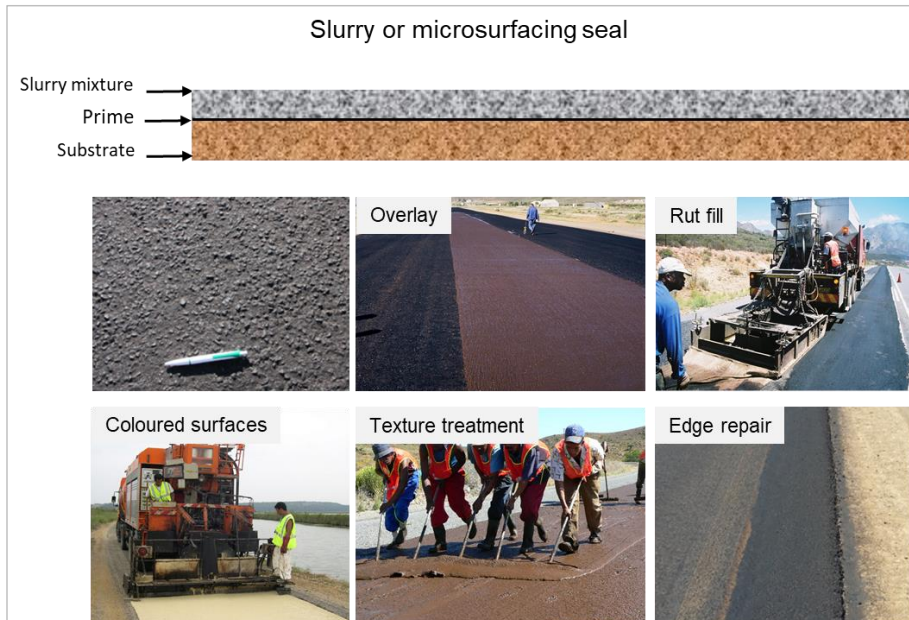 Slurry or microsurfacing seal
Slurry mixture
Prime
Substrate
Overlay
Rut fill
Coloured surfaces
Texture treatment
Edge repair